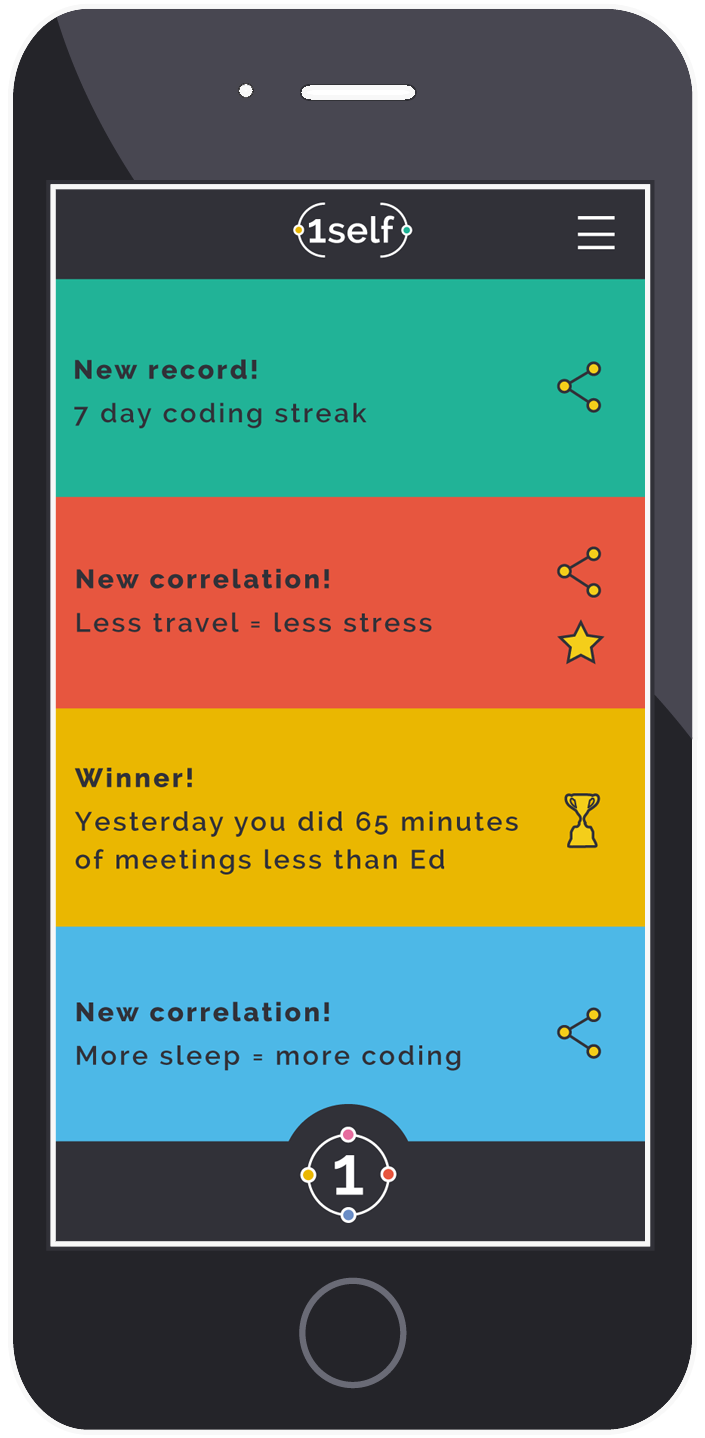 1self
New record!
7 day coding streak
New correlation!
Less travel = less stress
Winner!
Yesterday you did 65 minutes
of meetings less than Ed
New correlation!
More sleep = more coding
1